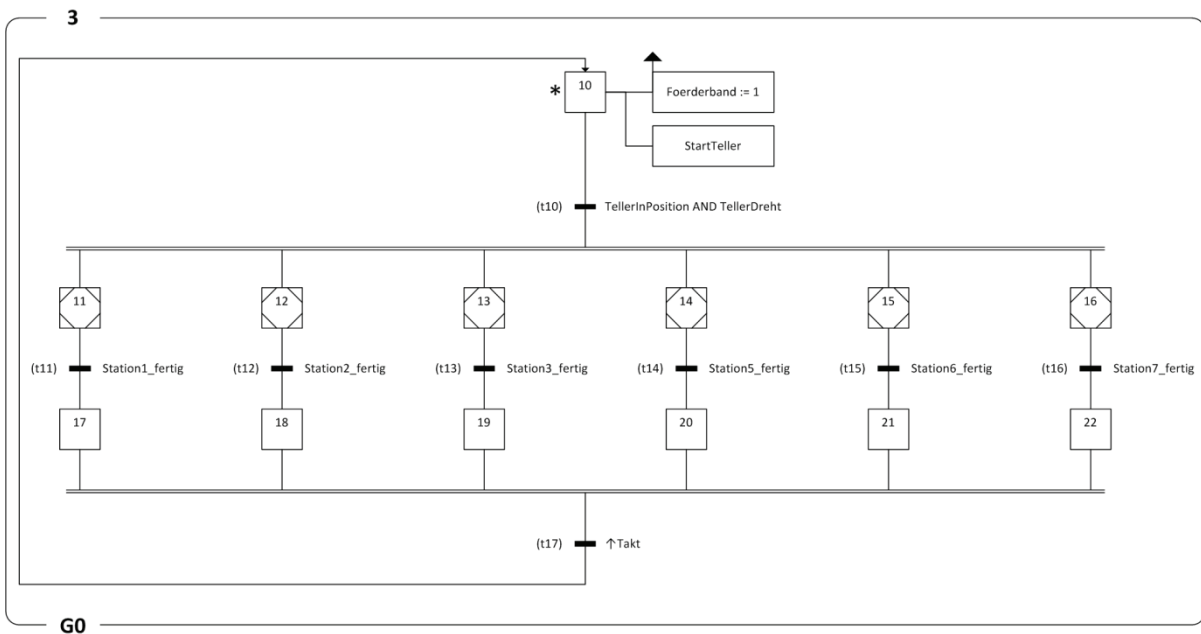 3
*
10
Foerderband := 1
StartTeller
(t10) TellerInPosition AND TellerDreht
11 12 13 14 15 16
(t11) Station1_fertig (t12) Station2_fertig (t13) Station3_fertig (t14) Station5_fertig (t15) Station6_fertig (t16) Station7_fertig
17 18 19 20 21 22
(t17) ↑Takt
G0